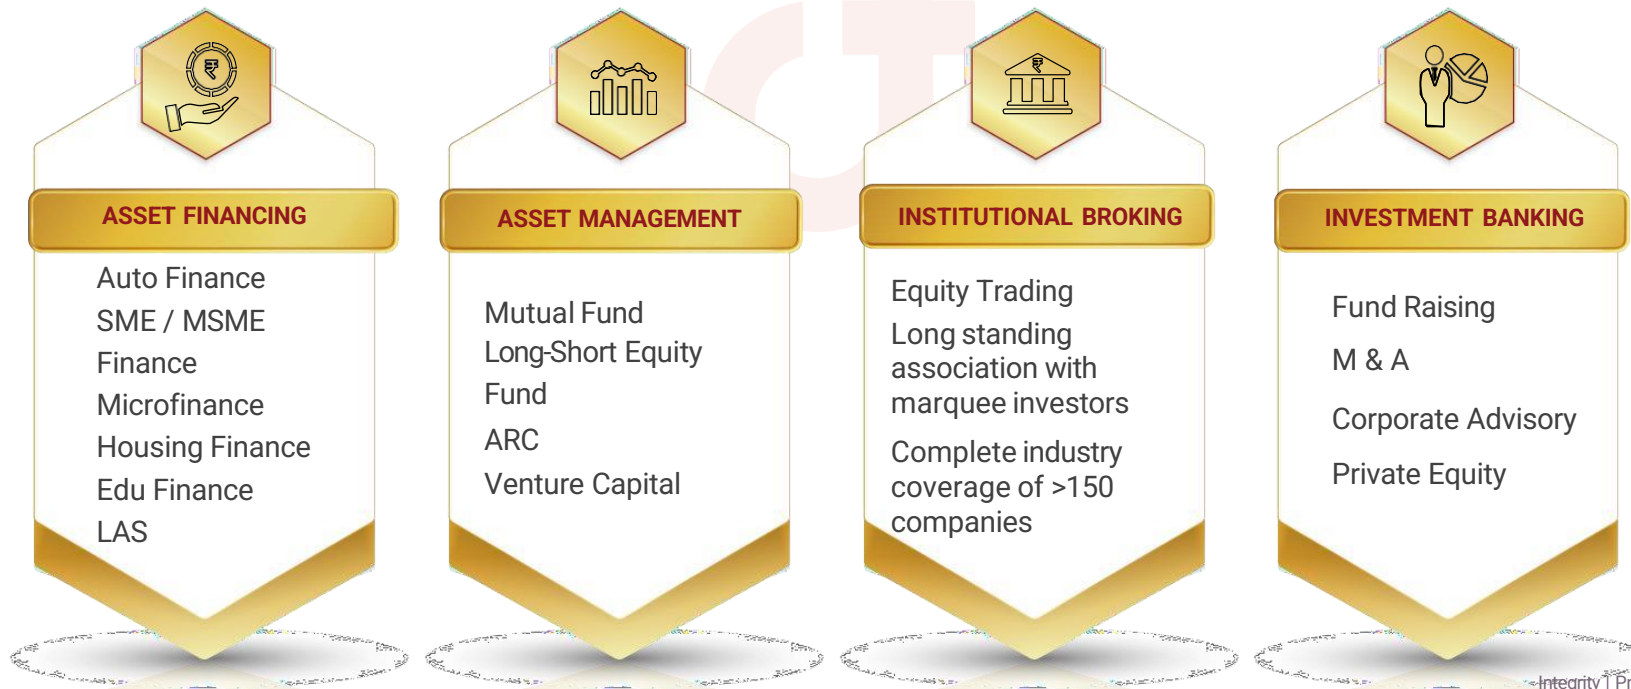 ASSET FINANCING
Auto Finance
SME / MSME
Finance
Microfinance
Housing Finance
Edu Finance
LAS
ASSET MANAGEMENT
Mutual Fund
Long-Short Equity
Fund
ARC
Venture Capital
INSTITUTIONAL BROKING
Equity Trading
Long standing
association with
marquee investors
Complete industry
coverage of >150
companies
INVESTMENT BANKING
Fund Raising
M & A
Corporate Advisory
Private Equity
Integrity |